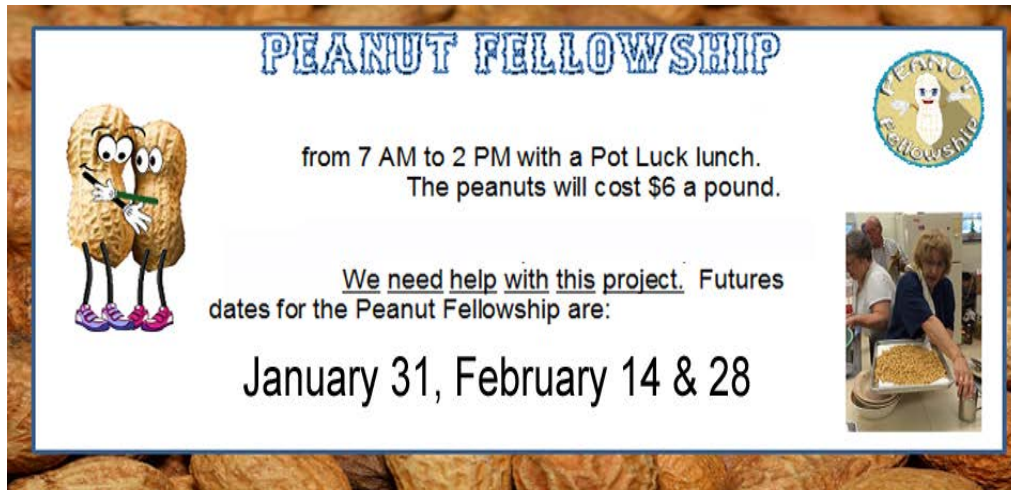 PEANUT FELLOWSHIP
PEANUT
Fellowship
from 7 AM to 2 PM with a Pot Luck lunch.
The peanuts will cost $6 a pound.
We need help with this project. Futures
dates for the Peanut Fellowship are:
January 31, February 14 & 28